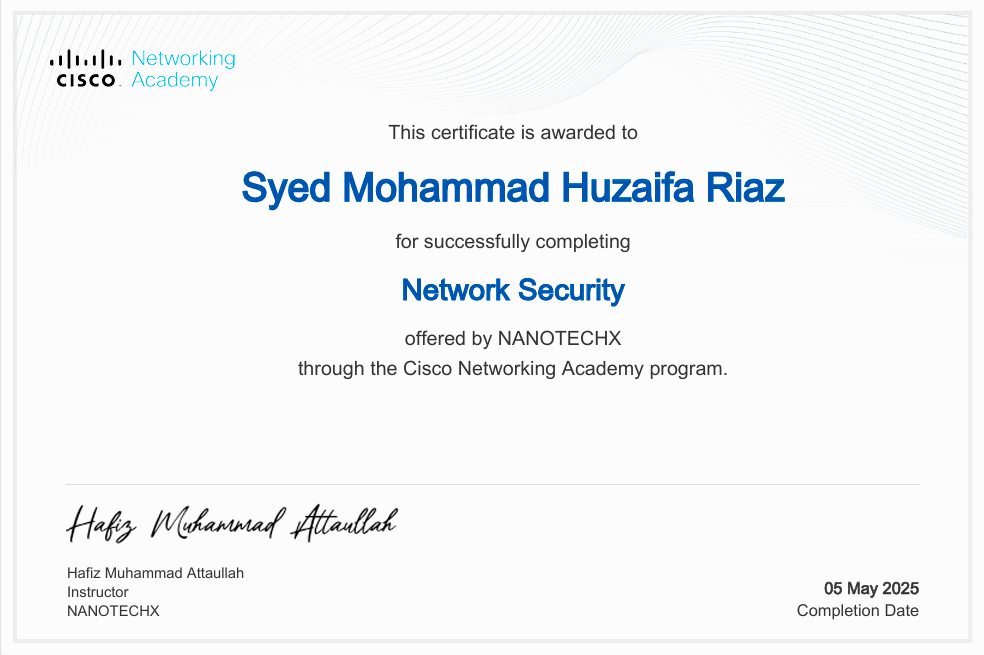 Networking
CISCO Academy
This certificate is awarded to
Syed Mohammad Huzaifa Riaz
for successfully completing
Network Security
offered by NANOTECHX
through the Cisco Networking Academy program.
Hafiz Muhammad Attaullah
Hafiz Muhammad Attaullah
Instructor
NANOTECHX
05 May 2025
Completion Date